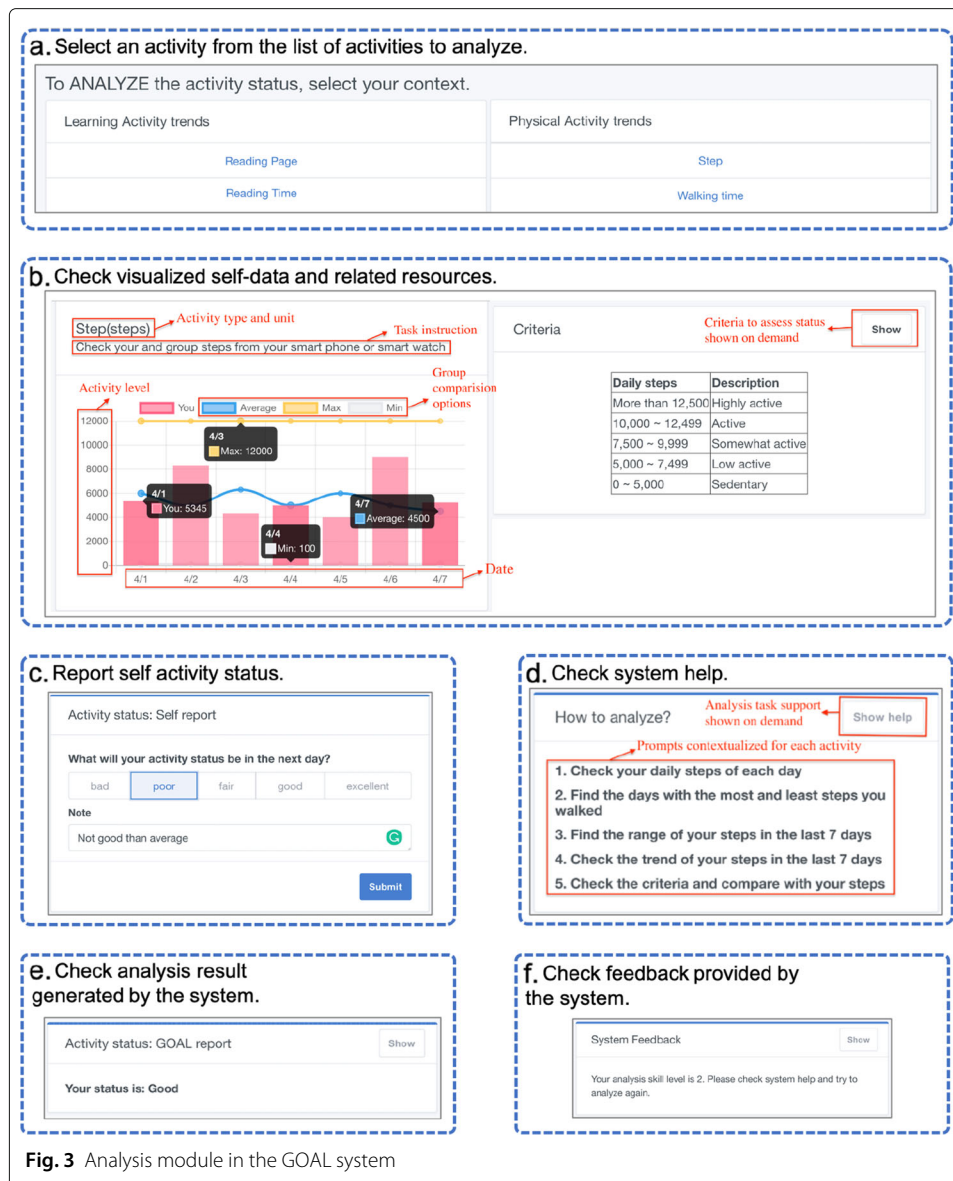 a. Select an activity from the list of activities to analyze.
To ANALYZE the activity status, select your context.
Learning Activity trends
Physical Activity trends
Reading Page
Step
Reading Time
Walking time
b. Check visualized self-data and related resources.
Step(steps)
Activity type and unit
Task instruction
Check your and group steps from your smart phone or smart watch
Criteria
Criteria to assess status
shown on demand
Show
Activity level
Group
comparision
options
You Average Max Min
12000
10000
8000
6000
4000
2000
0
4/3
Max: 12000
4/1
You: 5345
4/4
Min: 100
4/7
Average: 4500
4/1 4/2 4/3 4/4 4/5 4/6 4/7
Date
Daily steps Description
More than 12,500 Highly active
10,000 ~ 12,499 Active
7,500 ~ 9,999 Somewhat active
5,000 ~ 7,499 Low active
0 ~ 5,000 Sedentary
c. Report self activity status.
Activity status: Self report
What will your activity status be in the next day?
bad poor fair good excellent
Note
Not good than average
G
Submit
d. Check system help.
How to analyze?
Analysis task support
shown on demand
Show help
Prompts contextualized for each activity
1. Check your daily steps of each day
2. Find the days with the most and least steps you
walked
3. Find the range of your steps in the last 7 days
4. Check the trend of your steps in the last 7 days
5. Check the criteria and compare with your steps
e. Check analysis result
generated by the system.
Activity status: GOAL report
Show
Your status is: Good
f. Check feedback provided by
the system.
System Feedback
Show
Your analysis skill level is 2. Please check system help and try to
analyze again.
Fig. 3 Analysis module in the GOAL system